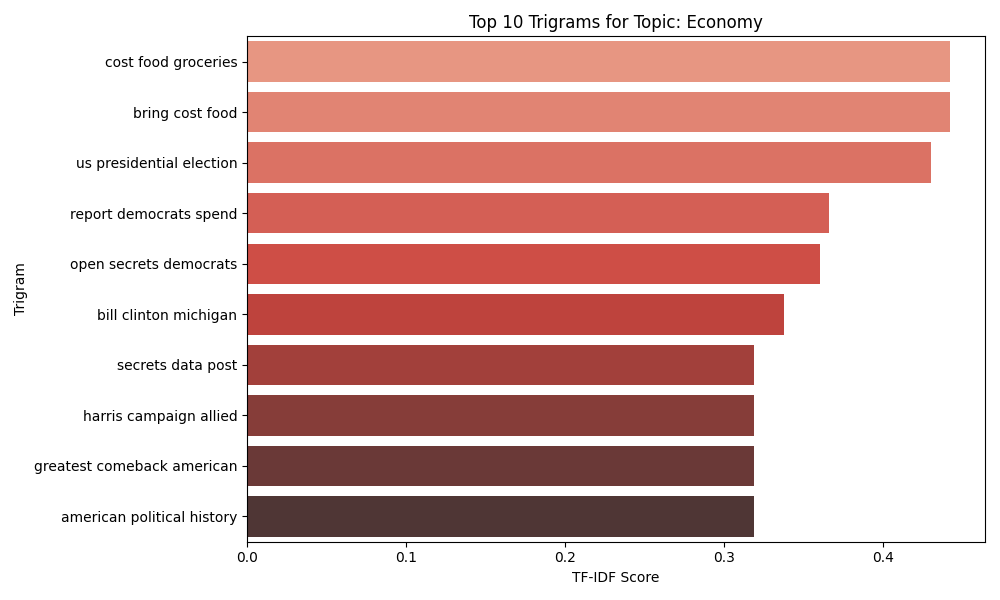 Top 10 Trigrams for Topic: Economy
Trigram
cost food groceries
bring cost food
us presidential election
report democrats spend
open secrets democrats
bill clinton michigan
secrets data post
harris campaign allied
greatest comeback american
american political history
0.0
0.1
0.2
0.3
0.4
TF-IDF Score